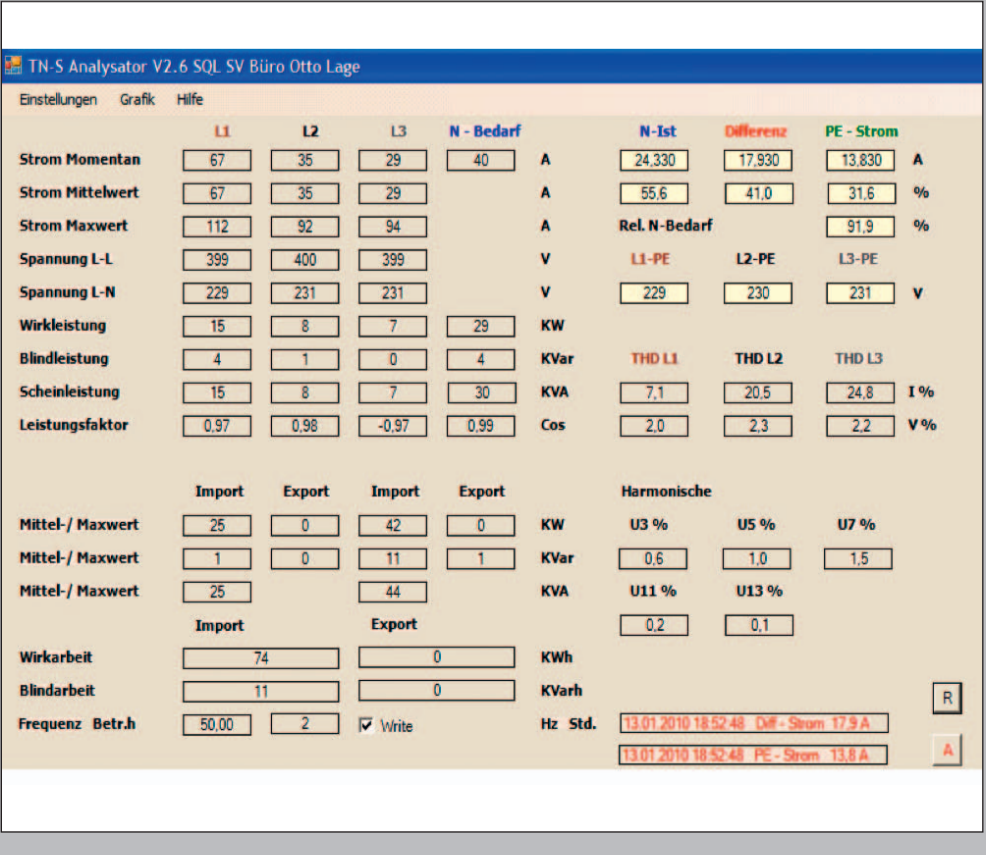 TN-S Analysator V2.6 SQL SV Büro Otto Lage
Einstellungen Grafik Hilfe
L1 L2 L3 N - Bedarf N-Ist Differenz PE - Strom
Strom Momentan 67 35 29 40 A 24,330 17,930 13,830 A
Strom Mittelwert 67 35 29 A 55,6 41,0 31,6 %
Strom Maxwert 112 92 94 A Rel. N-Bedarf 91,9 %
Spannung L-L 399 400 399 V L1-PE L2-PE L3-PE
Spannung L-N 229 231 231 V 229 230 231 V
Wirkleistung 15 8 7 29 KW
Blindleistung 4 1 0 4 KVar THD L1 THD L2 THD L3
Scheinleistung 15 8 7 30 KVA 7,1 20,5 24,8 I %
Leistungsfaktor 0,97 0,98 -0,97 0,99 Cos 2,0 2,3 2,2 V %
Import Export Import Export Harmonische
Mittel-/ Maxwert 25 0 42 0 KW U3 % U5 % U7 %
Mittel-/ Maxwert 1 0 11 1 KVar 0,6 1,0 1,5
Mittel-/ Maxwert 25 44 KVA U11 % U13 %
Import Export 0,2 0,1
Wirkarbeit 74 0 KWh
Blindarbeit 11 0 KVarh R
Frequenz Betr.h 50,00 2 Write Hz Std. 13.01.2010 18:52:48 Diff - Strom 17,9 A
13.01.2010 18:52:48 PE - Strom 13,8 A A